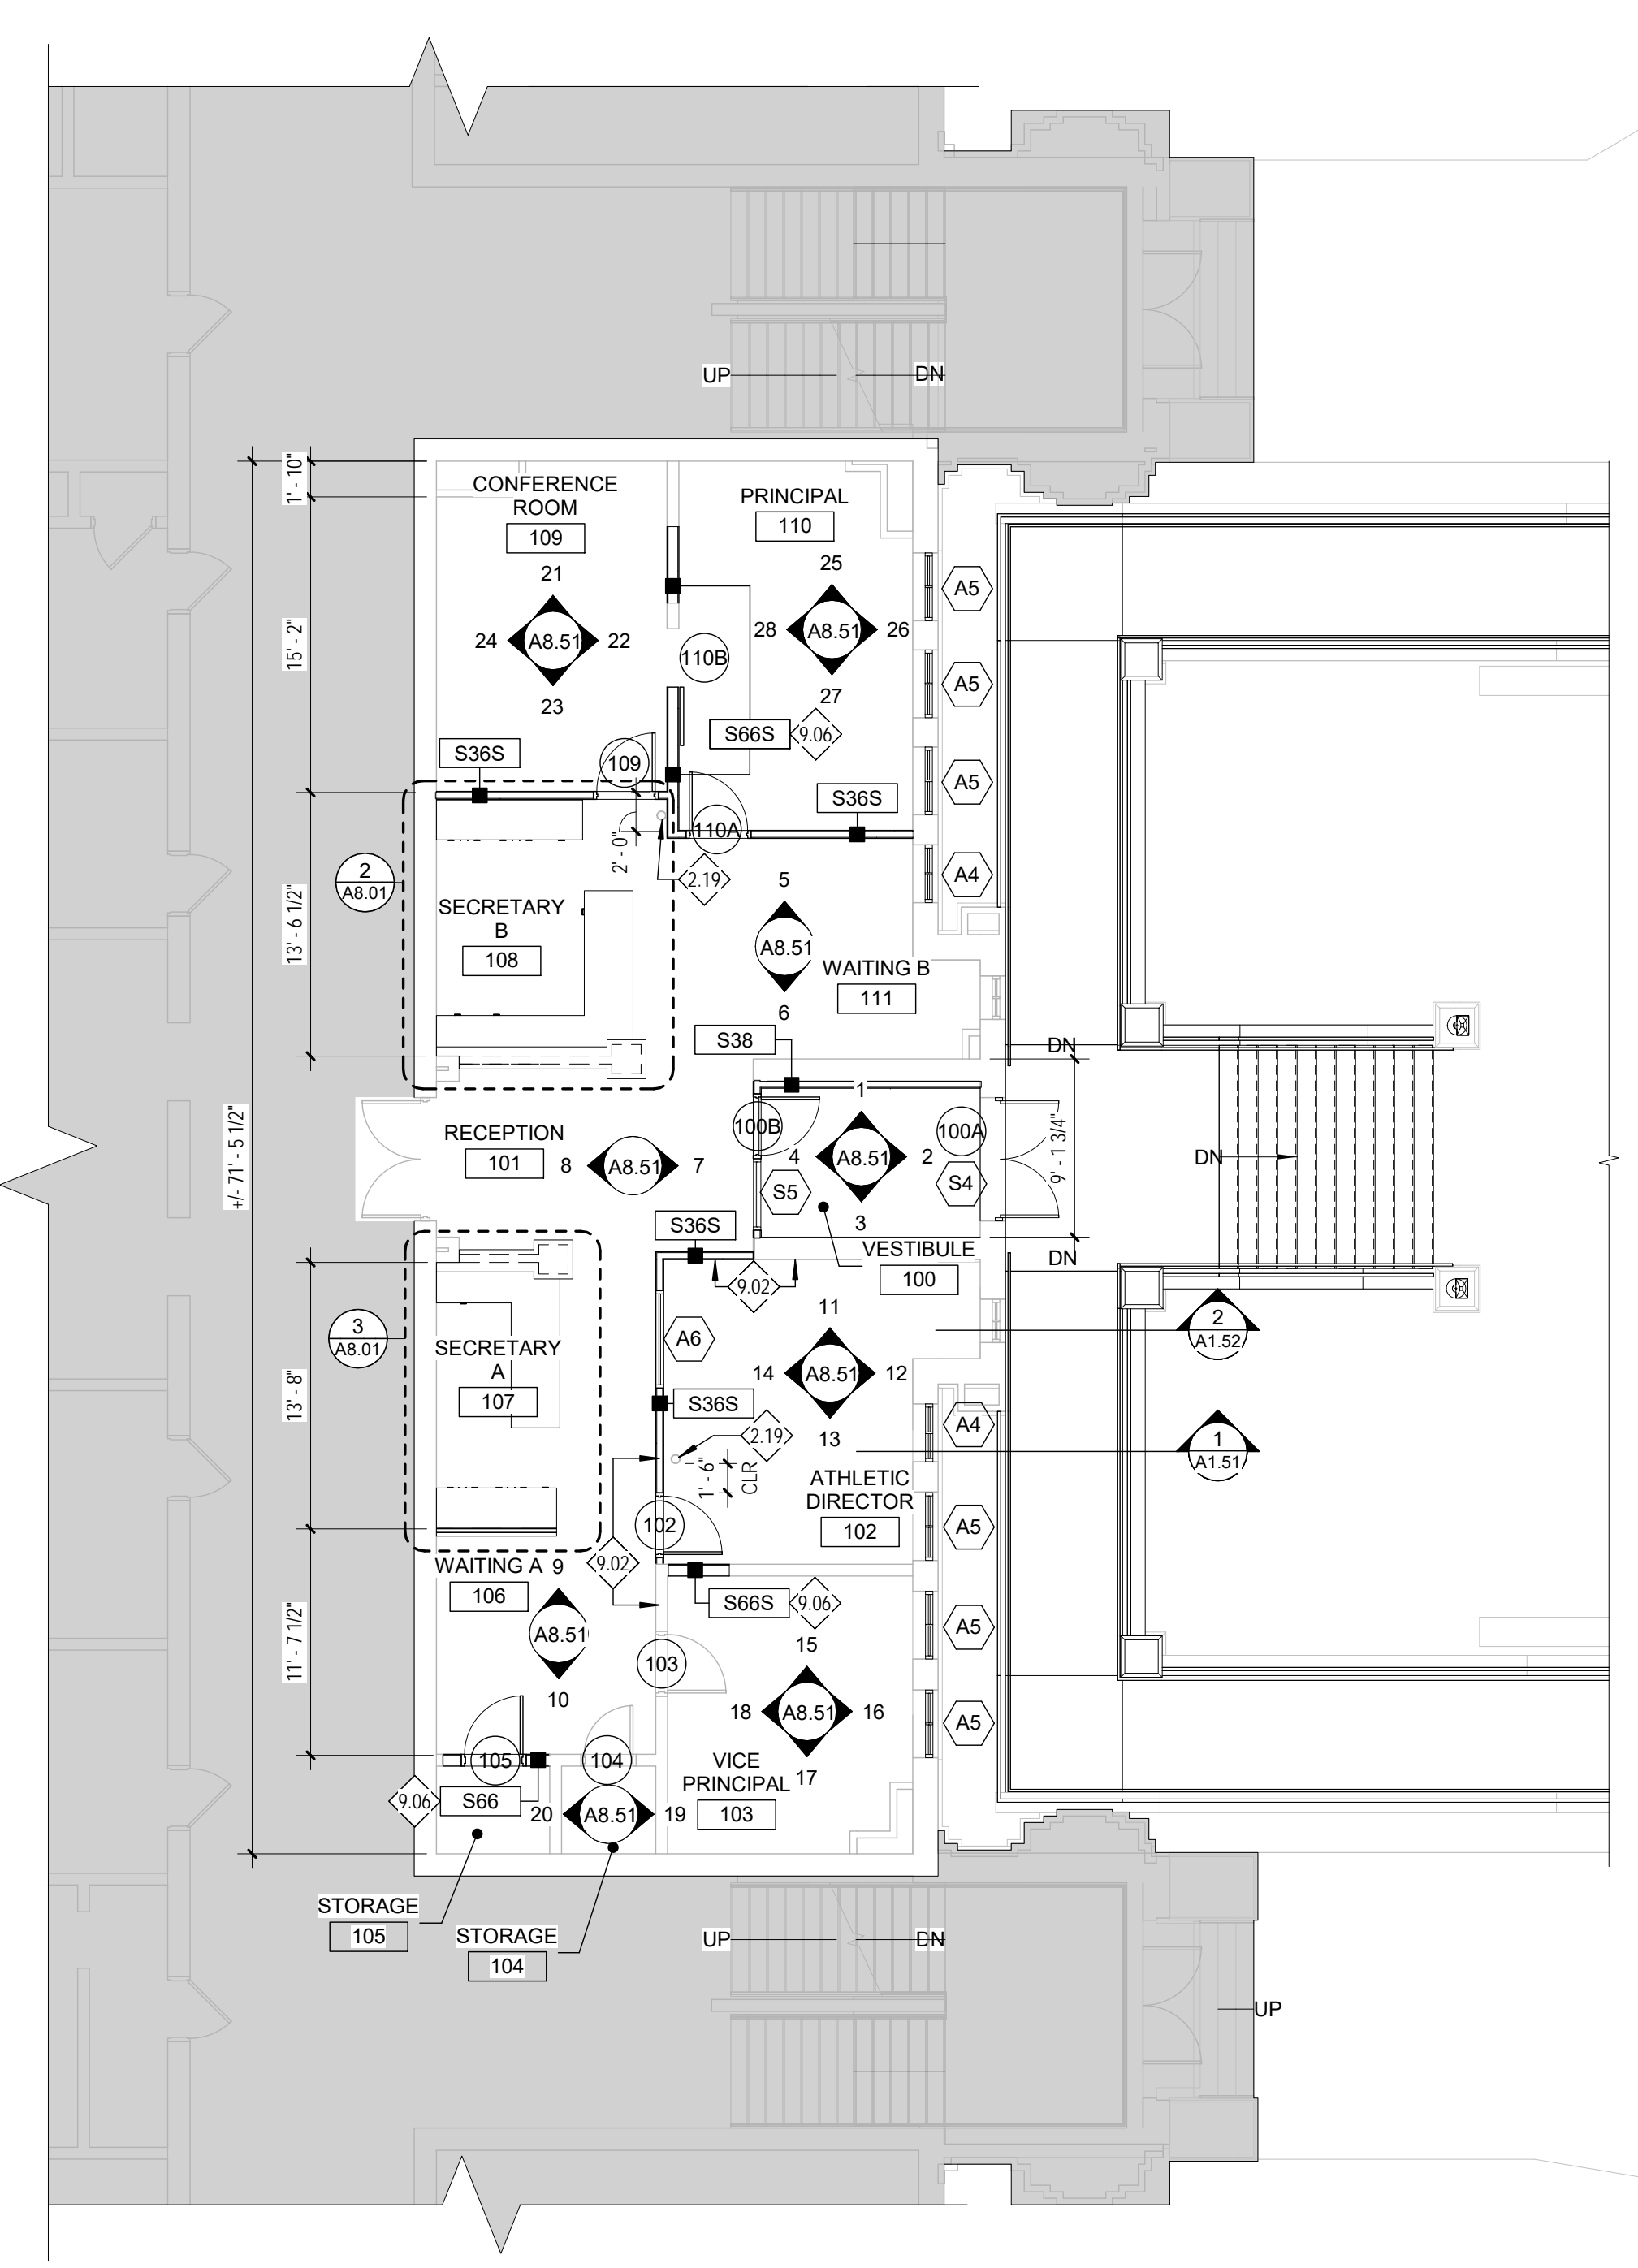 UP
DN
1' - 10"
CONFERENCE
ROOM
109
PRINCIPAL
110
21
25
A5
24
A8.51
22
28
A8.51
26
15' - 2"
110B
A5
23
27
S66S
9.06
S36S
109
A5
S36S
110A
2' - 0"
2.19
A4
2
A8.01
5
SECRETARY
B
108
13' - 6 1/2"
A8.51
WAITING B
111
6
S38
DN
1
+/- 71' - 5 1/2"
RECEPTION
101
8
A8.51
7
100B
4
A8.51
2
100A
9' - 1 3/4"
DN
S5
S4
3
S36S
VESTIBULE
100
DN
9.02
11
3
A8.01
A6
2
A1.52
SECRETARY
A
107
14
A8.51
12
13' - 8"
S36S
2.19
13
A4
1
A1.51
1' - 6"
CLR
ATHLETIC
DIRECTOR
102
102
A5
WAITING A
106
9
9.02
S66S
9.06
A5
11' - 7 1/2"
A8.51
15
103
10
18
A8.51
16
A5
105
104
VICE
PRINCIPAL
103
17
9.06
S66
20
A8.51
19
STORAGE
105
STORAGE
104
UP
DN
UP